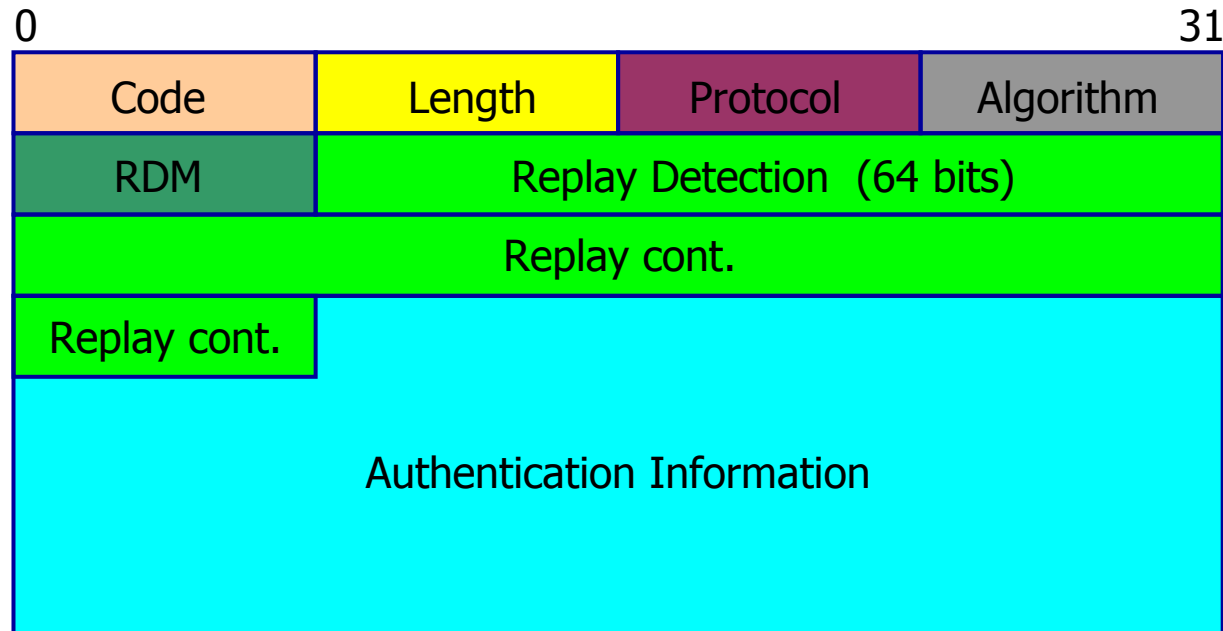 0 31
Code Length Protocol Algorithm
RDM Replay Detection (64 bits)
Replay cont.
Replay cont.
Authentication Information